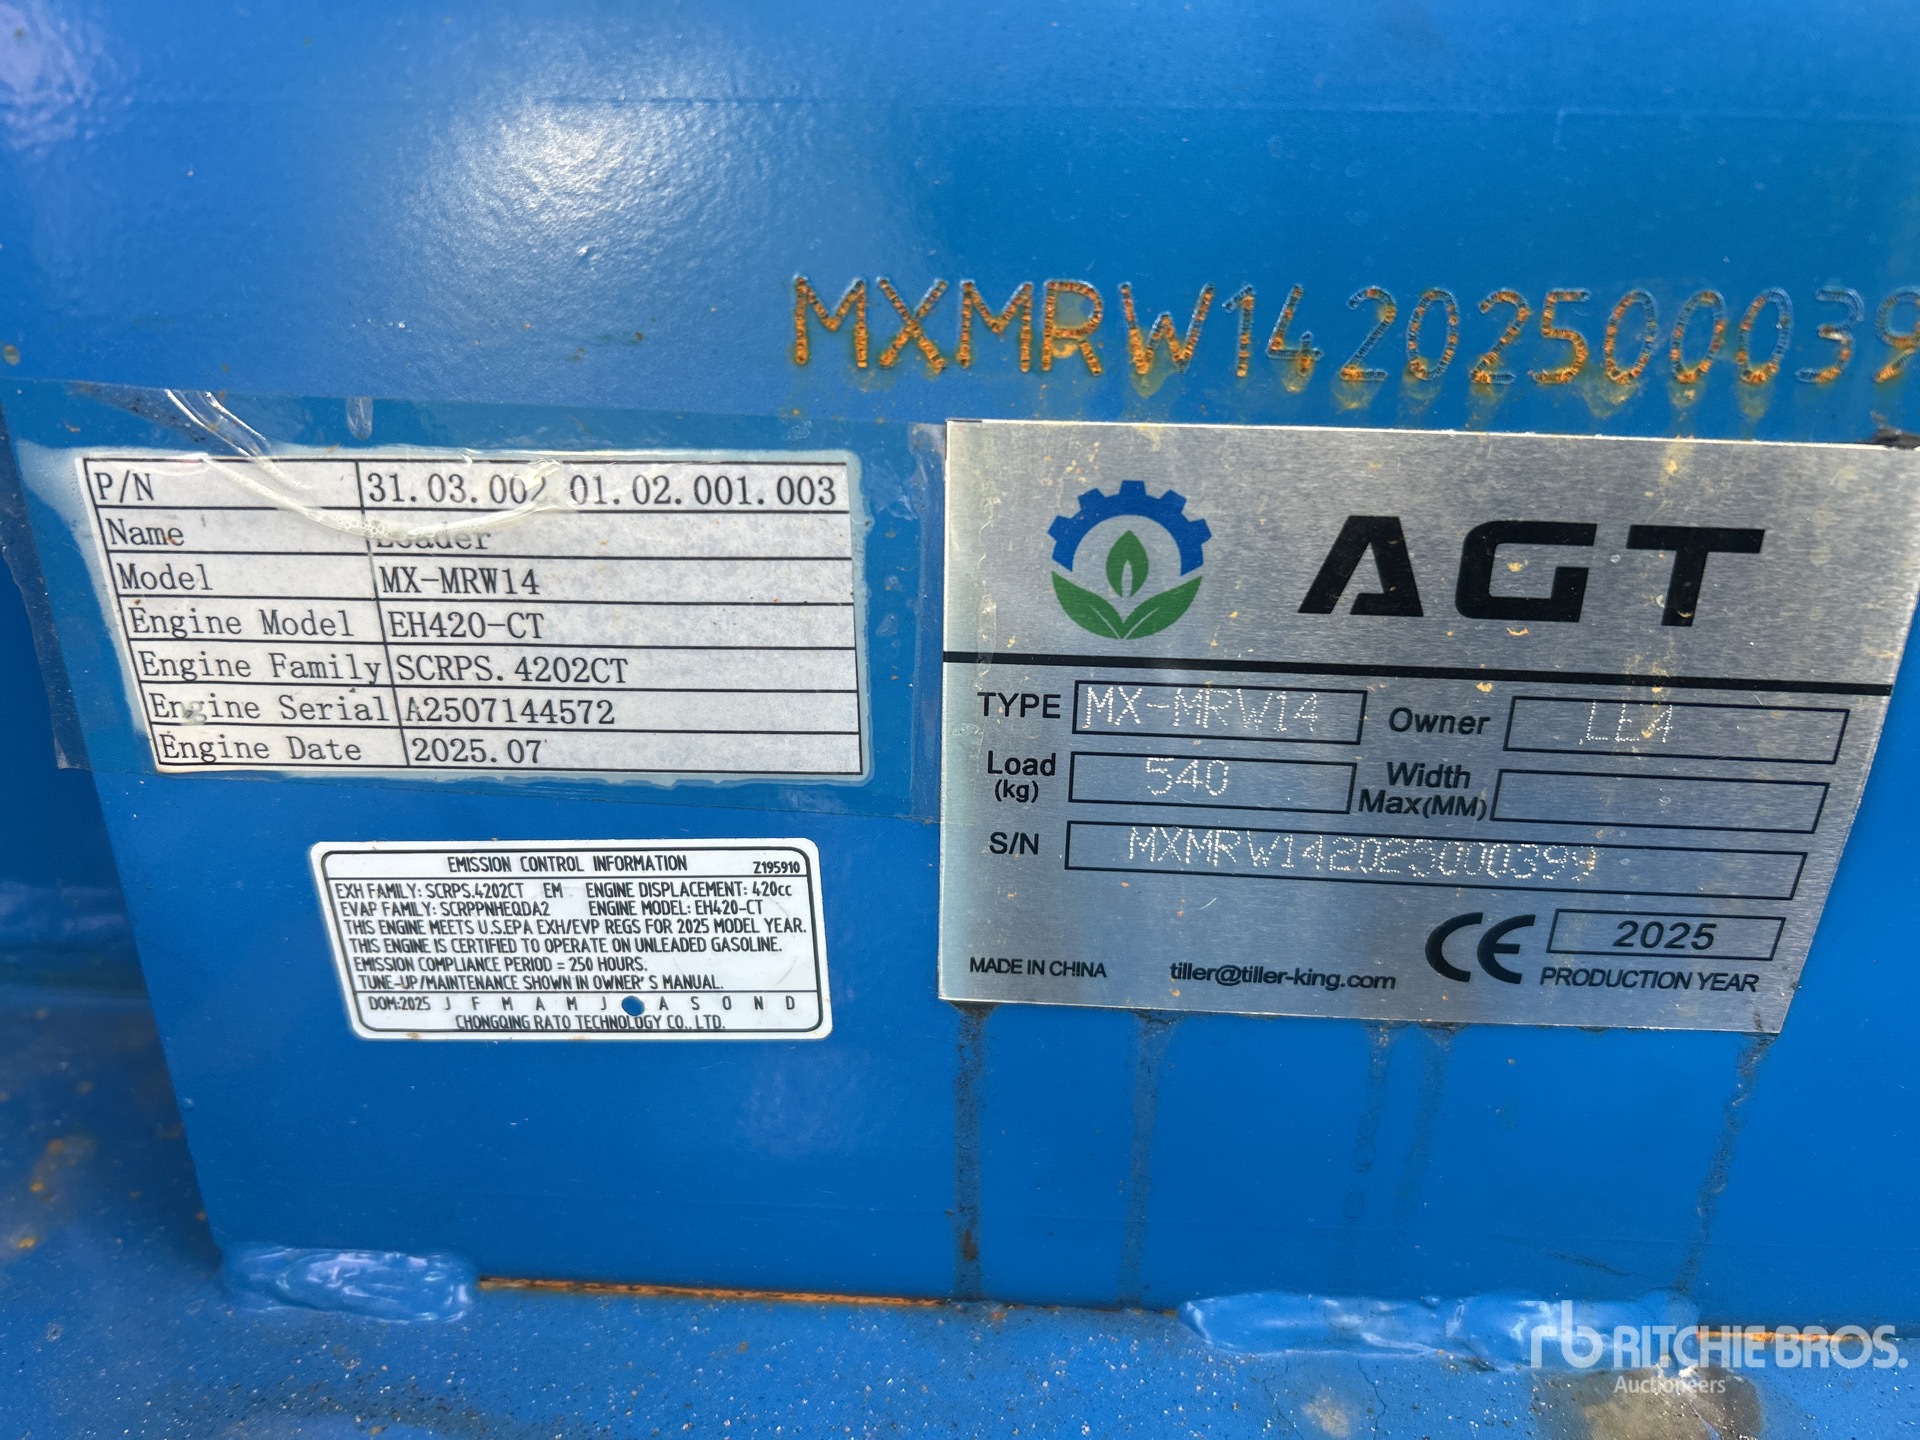 MXMRW14202500039
P/N 31.03.002 01.02.001.003
Name Loader
Model MX-MRW14
Engine Model EH420-CT
Engine Family SCRPS.4202CT
Engine Serial A2507144572
Engine Date 2025.07
EMISSION CONTROL INFORMATION Z195910
EXH FAMILY: SCRPS.4202CT EM ENGINE DISPLACEMENT: 420cc
EVAP FAMILY: SCRPPNHEQDA2 ENGINE MODEL: EH420-CT
THIS ENGINE MEETS U.S.EPA EXH/EVP REGS FOR 2025 MODEL YEAR.
THIS ENGINE IS CERTIFIED TO OPERATE ON UNLEADED GASOLINE.
EMISSION COMPLIANCE PERIOD = 250 HOURS.
TUNE-UP/MAINTENANCE SHOWN IN OWNER'S MANUAL.
DOM:2025 J F M A M J A S O N D
CHONGQING RATO TECHNOLOGY CO., LTD.
AGT
TYPE MX-MRW14 Owner
Load (kg) 540 Width Max(MM)
S/N MXMRW142025000399
CE 2025
MADE IN CHINA tiller@tiller-king.com PRODUCTION YEAR
rb RITCHIE BROS.
Auctioneers